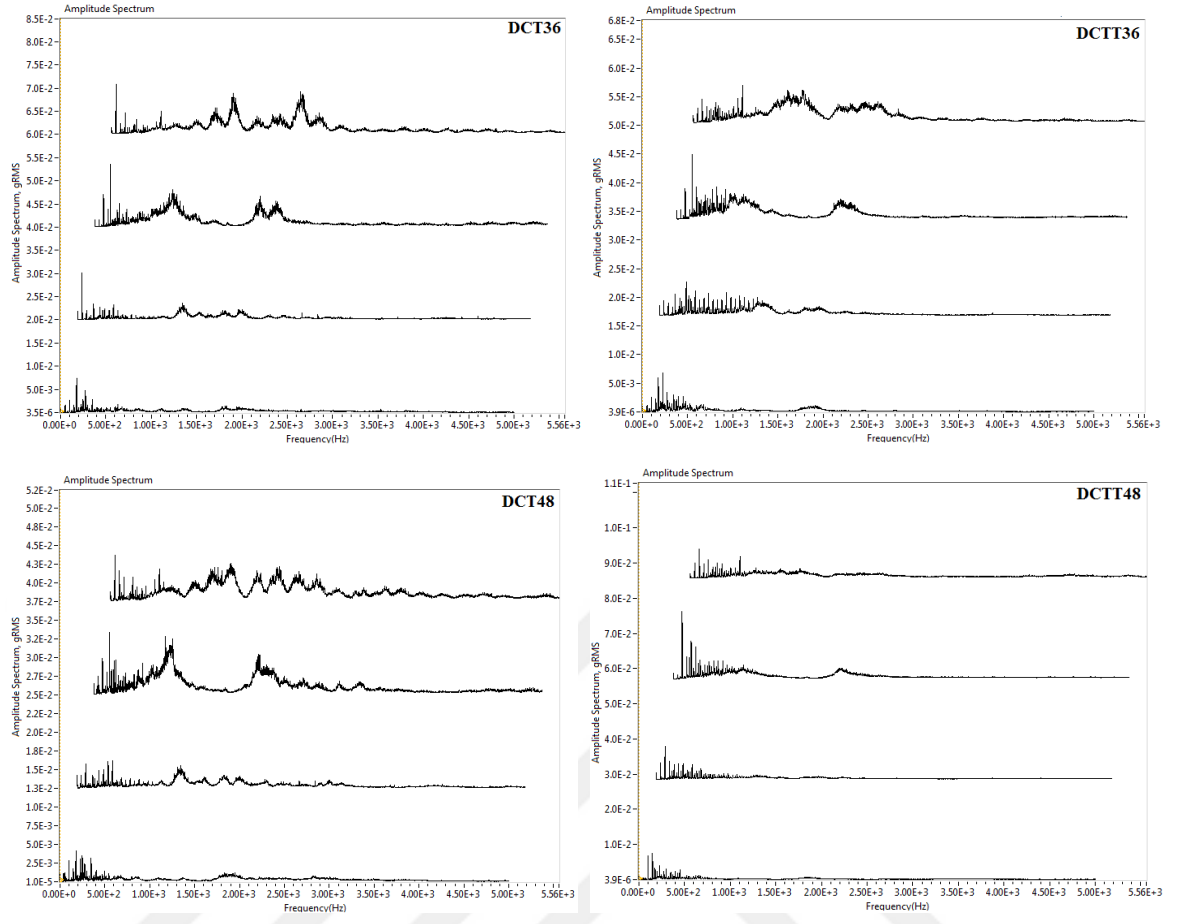 Amplitude Spectrum
DCT36
8.5E-2
8.0E-2
7.5E-2
7.0E-2
6.5E-2
6.0E-2
5.5E-2
5.0E-2
4.5E-2
4.0E-2
3.5E-2
3.0E-2
2.5E-2
2.0E-2
1.5E-2
1.0E-2
5.0E-3
3.5E-6
Amplitude Spectrum, gRMS
0.00E+0 5.00E+2 1.00E+3 1.50E+3 2.00E+3 2.50E+3 3.00E+3 3.50E+3 4.00E+3 4.50E+3 5.00E+3 5.56E+3
Frequency(Hz)
Amplitude Spectrum
DCTT36
6.8E-2
6.5E-2
6.0E-2
5.5E-2
5.0E-2
4.5E-2
4.0E-2
3.5E-2
3.0E-2
2.5E-2
2.0E-2
1.5E-2
1.0E-2
5.0E-3
3.9E-6
Amplitude Spectrum, gRMS
0.00E+0 5.00E+2 1.00E+3 1.50E+3 2.00E+3 2.50E+3 3.00E+3 3.50E+3 4.00E+3 4.50E+3 5.00E+3 5.56E+3
Frequency(Hz)
Amplitude Spectrum
DCT48
5.2E-2
5.0E-2
4.8E-2
4.5E-2
4.3E-2
4.0E-2
3.7E-2
3.5E-2
3.2E-2
3.0E-2
2.7E-2
2.5E-2
2.2E-2
2.0E-2
1.8E-2
1.5E-2
1.3E-2
1.0E-2
7.5E-3
5.0E-3
2.5E-3
1.0E-5
Amplitude Spectrum, gRMS
0.00E+0 5.00E+2 1.00E+3 1.50E+3 2.00E+3 2.50E+3 3.00E+3 3.50E+3 4.00E+3 4.50E+3 5.00E+3 5.56E+3
Frequency(Hz)
Amplitude Spectrum
DCTT48
1.1E-1
1.0E-1
9.0E-2
8.0E-2
7.0E-2
6.0E-2
5.0E-2
4.0E-2
3.0E-2
2.0E-2
1.0E-2
3.9E-6
Amplitude Spectrum, gRMS
0.00E+0 5.00E+2 1.00E+3 1.50E+3 2.00E+3 2.50E+3 3.00E+3 3.50E+3 4.00E+3 4.50E+3 5.00E+3 5.56E+3
Frequency(Hz)